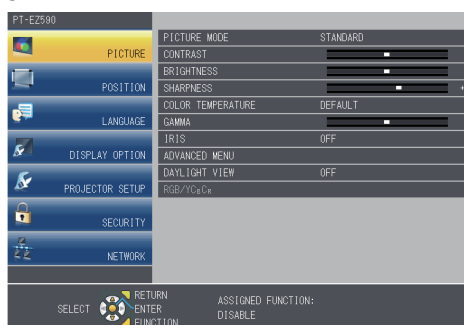 PT-EZ590
PICTURE
POSITION
LANGUAGE
DISPLAY OPTION
PROJECTOR SETUP
SECURITY
NETWORK
PICTURE MODE STANDARD
CONTRAST
BRIGHTNESS
SHARPNESS +
COLOR TEMPERATURE DEFAULT
GAMMA
IRIS OFF
ADVANCED MENU
DAYLIGHT VIEW OFF
RGB/YCBCR
SELECT
RETURN
ENTER
FUNCTION
ASSIGNED FUNCTION:
DISABLE